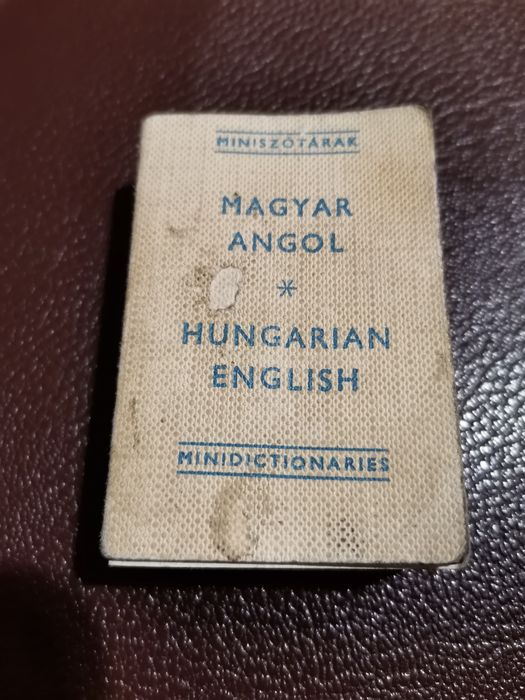 MINISZÓTÁRAK
MAGYAR
ANGOL
*
HUNGARIAN
ENGLISH
MINIDICTIONARIES